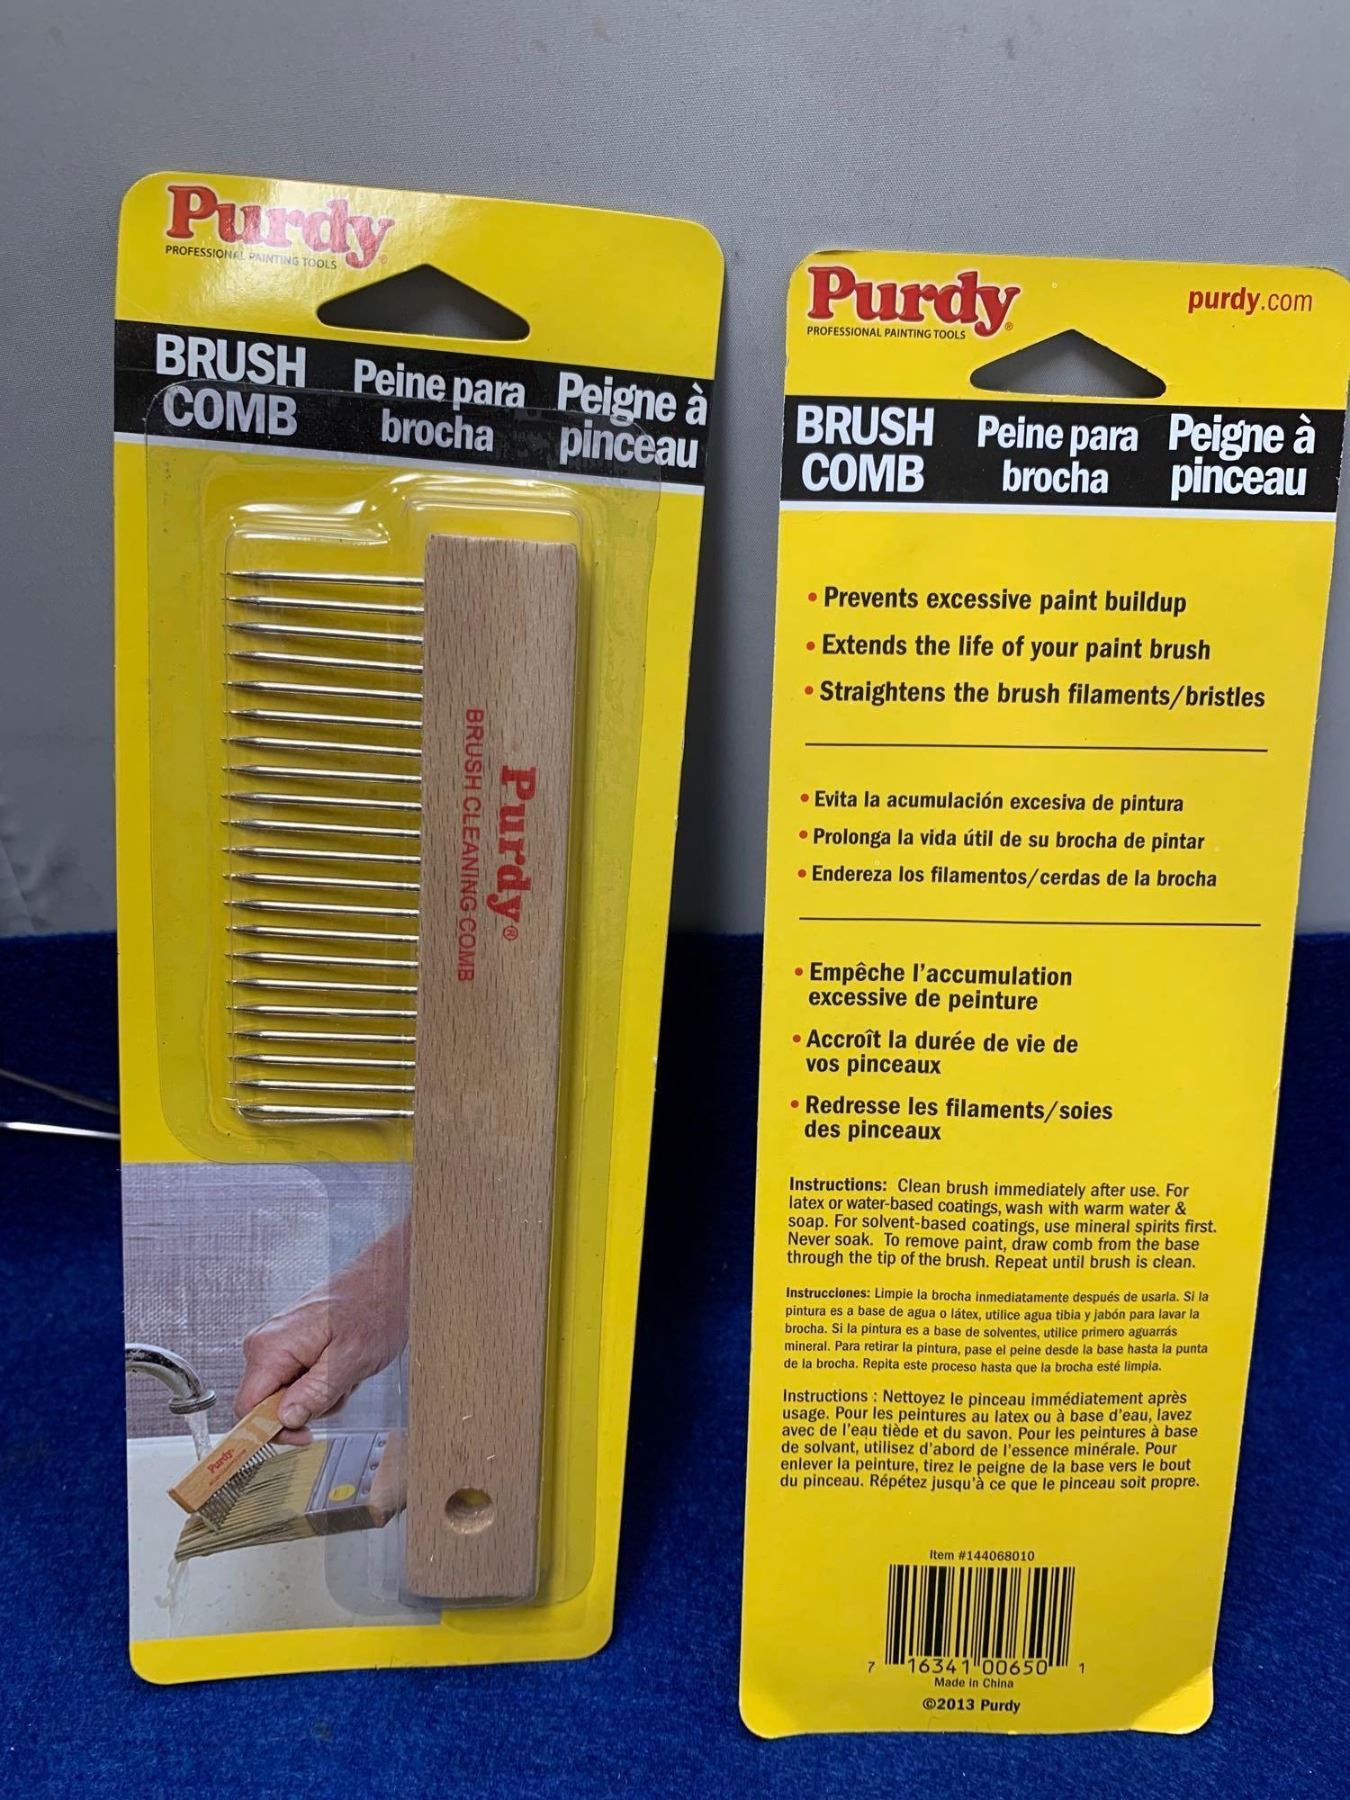 Purdy®
PROFESSIONAL PAINTING TOOLS
BRUSH
COMB
Peine para
brocha
Peigne à
pinceau
Purdy®
BRUSH CLEANING COMB
Purdy
Purdy®
PROFESSIONAL PAINTING TOOLS
purdy.com
BRUSH
COMB
Peine para
brocha
Peigne à
pinceau
• Prevents excessive paint buildup
• Extends the life of your paint brush
• Straightens the brush filaments/bristles
• Evita la acumulación excesiva de pintura
• Prolonga la vida útil de su brocha de pintar
• Endereza los filamentos/cerdas de la brocha
• Empêche l'accumulation
excessive de peinture
• Accroît la durée de vie de
vos pinceaux
• Redresse les filaments/soies
des pinceaux
Instructions: Clean brush immediately after use. For
latex or water-based coatings, wash with warm water &
soap. For solvent-based coatings, use mineral spirits first.
Never soak. To remove paint, draw comb from the base
through the tip of the brush. Repeat until brush is clean.
Instrucciones: Limpie la brocha inmediatamente después de usarla. Si la
pintura es a base de agua o látex, utilice agua tibia y jabón para lavar la
brocha. Si la pintura es a base de solventes, utilice primero aguarrás
mineral. Para retirar la pintura, pase el peine desde la base hasta la punta
de la brocha. Repita este proceso hasta que la brocha esté limpia.
Instructions : Nettoyez le pinceau immédiatement après
usage. Pour les peintures au latex ou à base d'eau, lavez
avec de l'eau tiède et du savon. Pour les peintures à base
de solvant, utilisez d'abord de l'essence minérale. Pour
enlever la peinture, tirez le peigne de la base vers le bout
du pinceau. Répétez jusqu'à ce que le pinceau soit propre.
Item #144068010
7 16341 00650 1
Made in China
©2013 Purdy